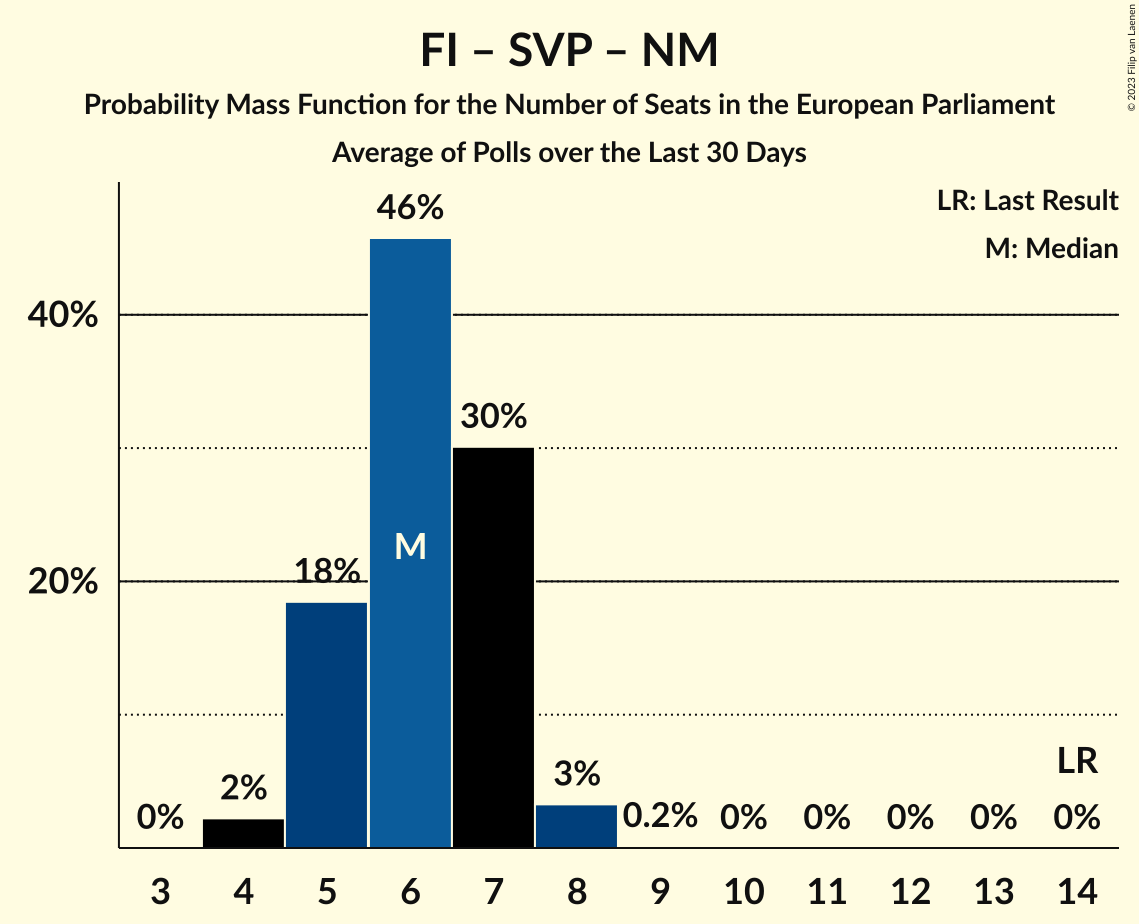 FI – SVP – NM
Probability Mass Function for the Number of Seats in the European Parliament
Average of Polls over the Last 30 Days
© 2023 Filip van Laenen
LR: Last Result
M: Median
46%
40%
30%
M
18%
20%
LR
2%
3%
0%
0.2%
0%
0%
0%
0%
0%
3 4 5 6 7 8 9 10 11 12 13 14